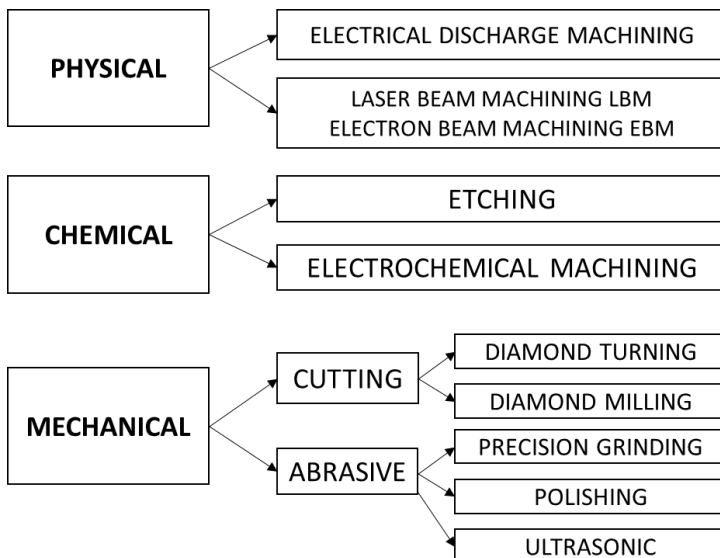 PHYSICAL
ELECTRICAL DISCHARGE MACHINING
LASER BEAM MACHINING LBM
ELECTRON BEAM MACHINING EBM
CHEMICAL
ETCHING
ELECTROCHEMICAL MACHINING
MECHANICAL
CUTTING
DIAMOND TURNING
DIAMOND MILLING
ABRASIVE
PRECISION GRINDING
POLISHING
ULTRASONIC